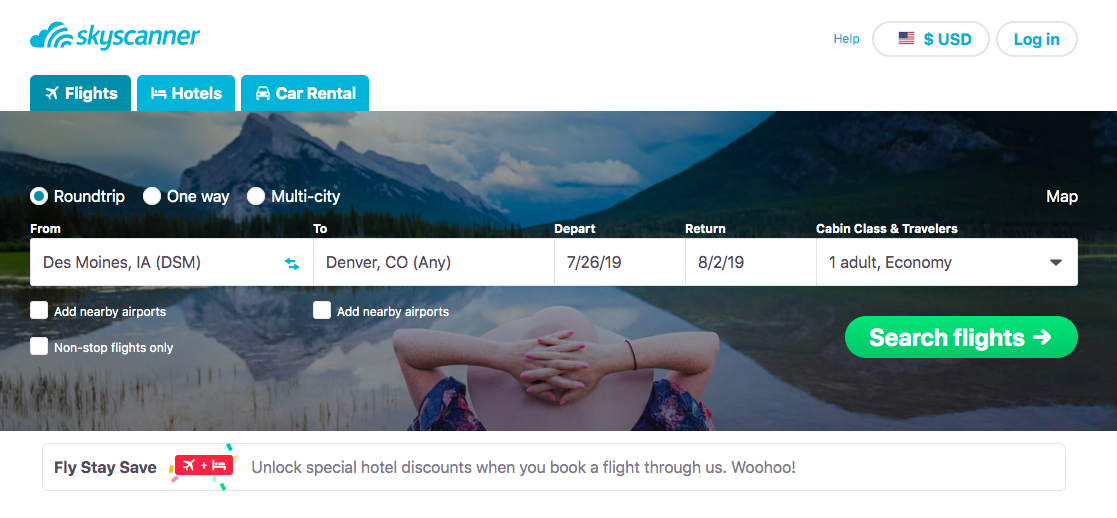 skyscanner
Help
$ USD
Log in
Flights
Hotels
Car Rental
Roundtrip
One way
Multi-city
Map
From
To
Depart
Return
Cabin Class & Travelers
Des Moines, IA (DSM)
Denver, CO (Any)
7/26/19
8/2/19
1 adult, Economy
Add nearby airports
Add nearby airports
Non-stop flights only
Search flights
Fly Stay Save
+
Unlock special hotel discounts when you book a flight through us. Woohoo!